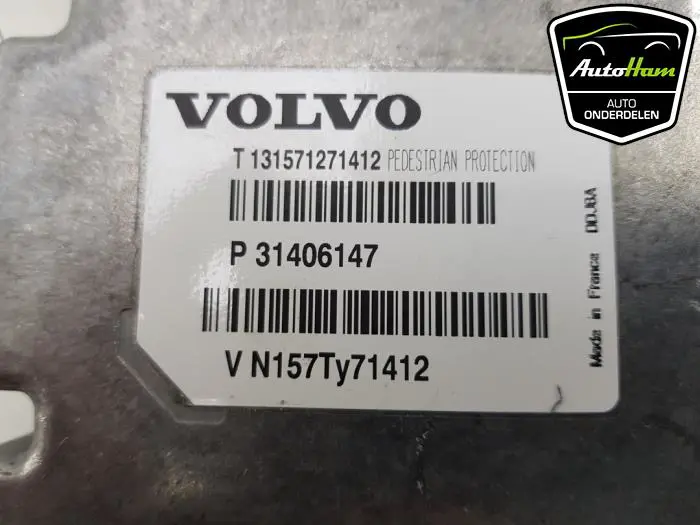 AutoHam
AUTO
ONDERDELEN
VOLVO
T 131571271412 PEDESTRIAN PROTECTION
P 31406147
V N157Ty71412
Made in France DDJBA